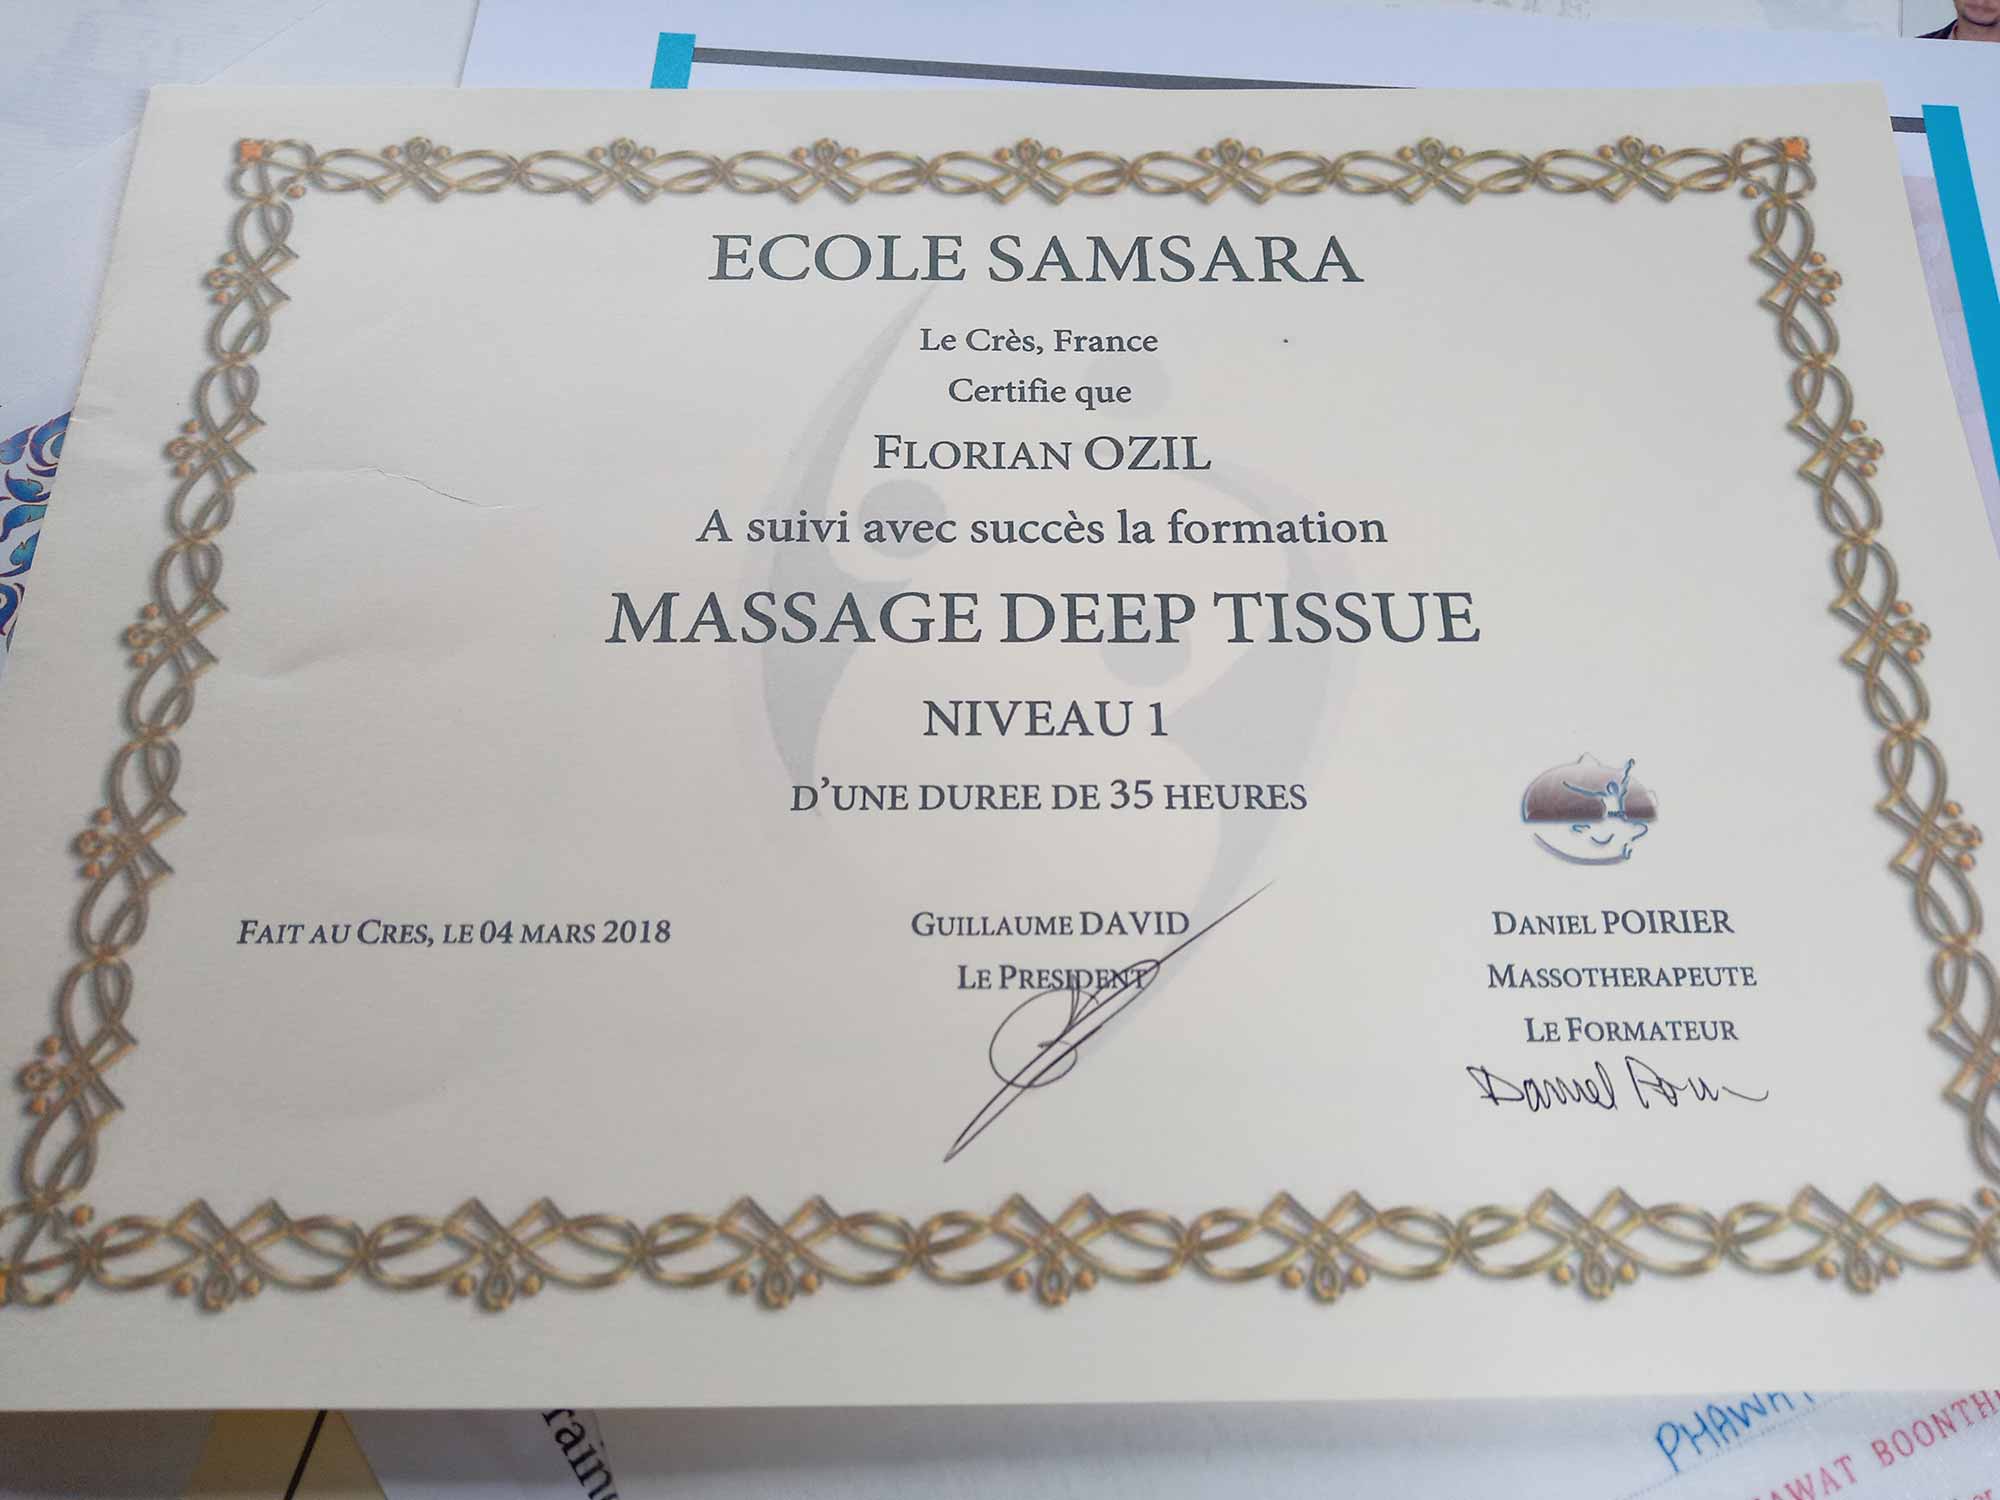 ECOLE SAMSARA
Le Crès, France
Certifie que
FLORIAN OZIL
A suivi avec succès la formation
MASSAGE DEEP TISSUE
NIVEAU 1
D'UNE DUREE DE 35 HEURES
FAIT AU CRES, LE 04 MARS 2018
GUILLAUME DAVID
LE PRESIDENT
DANIEL POIRIER
MASSOTHERAPEUTE
LE FORMATEUR
Daniel